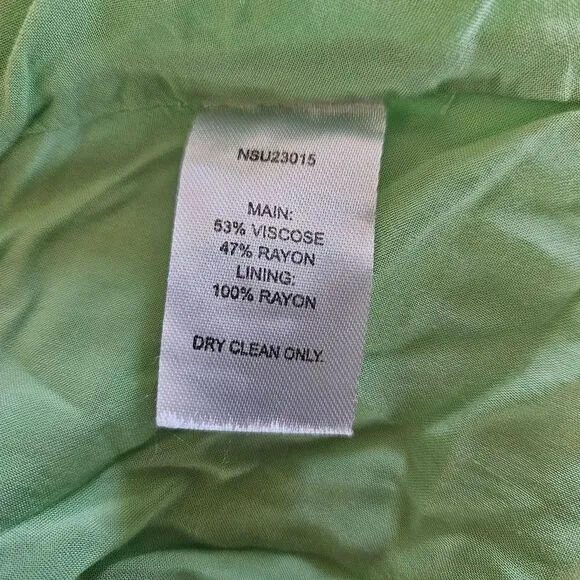 NSU23015
MAIN:
53% VISCOSE
47% RAYON
LINING:
100% RAYON
DRY CLEAN ONLY.